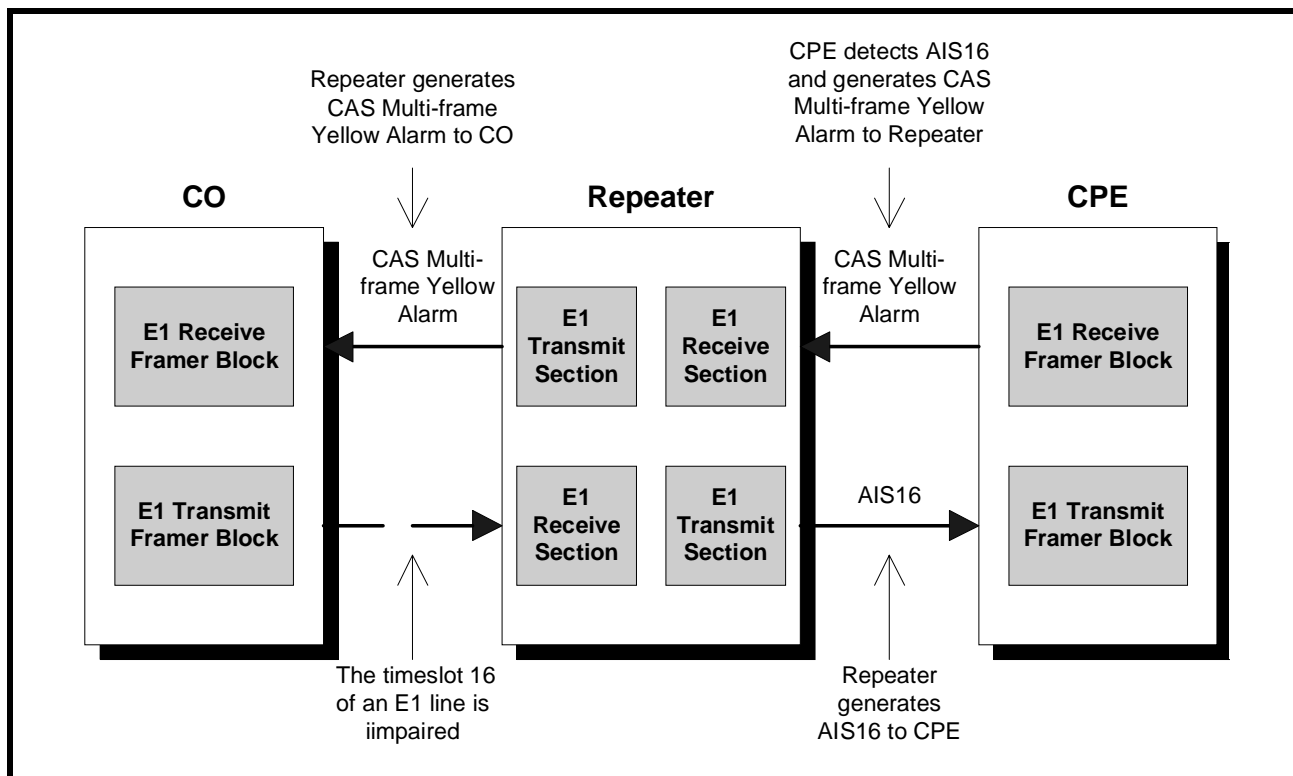 Repeater generates
CAS Multi-frame
Yellow Alarm to CO
CPE detects AIS16
and generates CAS
Multi-frame Yellow
Alarm to Repeater
CO
Repeater
CPE
CAS Multi-
frame Yellow
Alarm
CAS Multi-
frame Yellow
Alarm
E1 Receive
Framer Block
E1
Transmit
Section
E1
Receive
Section
E1 Receive
Framer Block
E1 Transmit
Framer Block
E1
Receive
Section
E1
Transmit
Section
AIS16
E1 Transmit
Framer Block
The timeslot 16
of an E1 line is
iimpaired
Repeater
generates
AIS16 to CPE